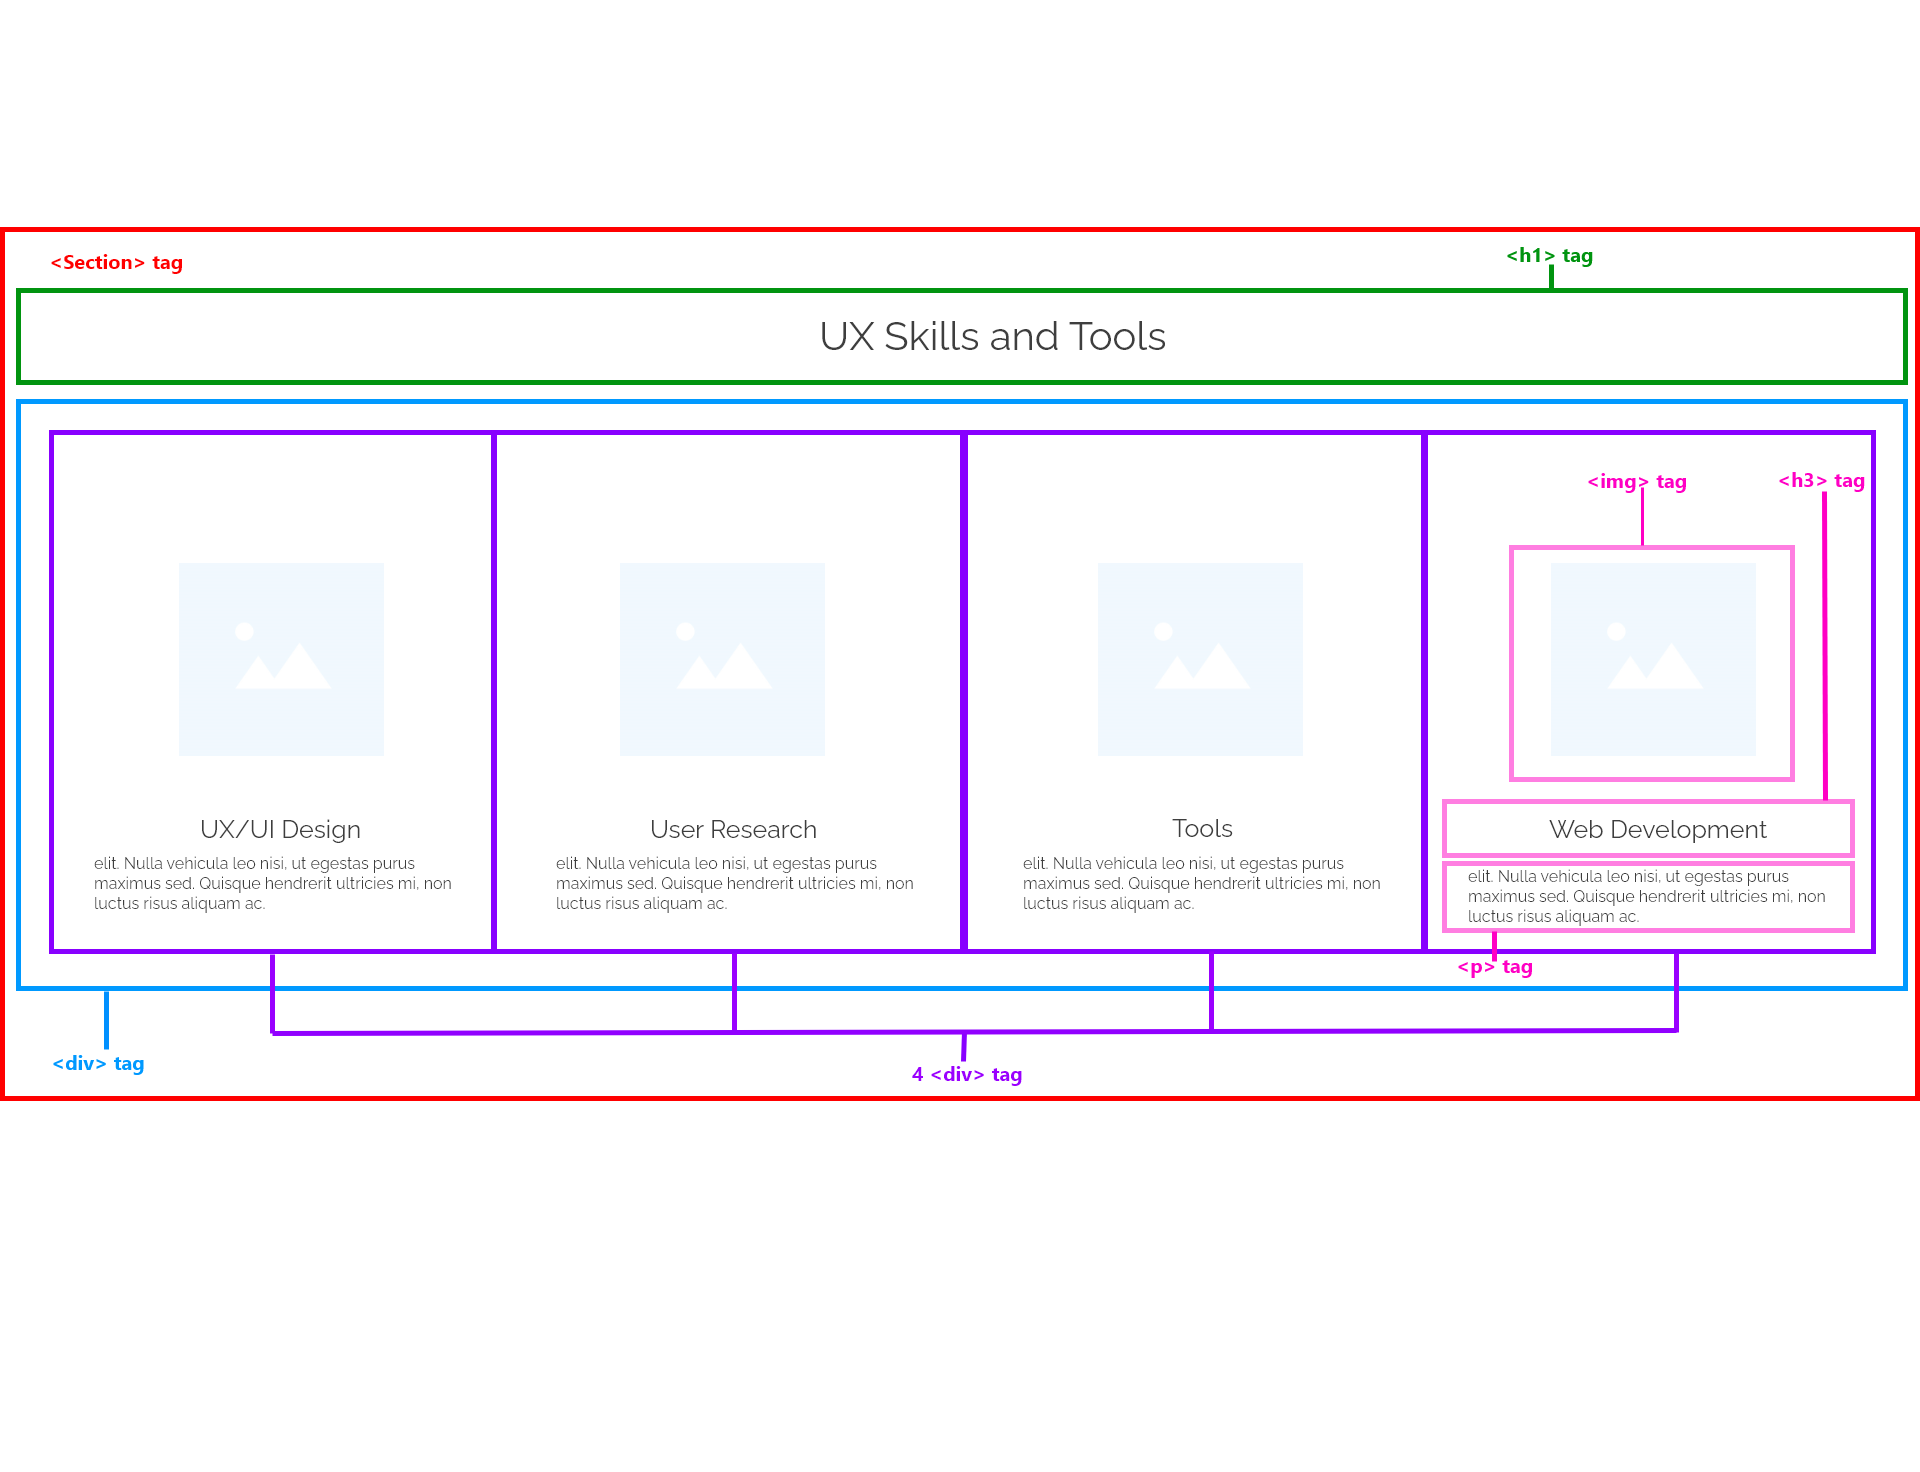 <Section> tag
<h1> tag
UX Skills and Tools
<img> tag
<h3> tag
UX/UI Design
elit. Nulla vehicula leo nisi, ut egestas purus
maximus sed. Quisque hendrerit ultricies mi, non
luctus risus aliquam ac.
User Research
elit. Nulla vehicula leo nisi, ut egestas purus
maximus sed. Quisque hendrerit ultricies mi, non
luctus risus aliquam ac.
Tools
elit. Nulla vehicula leo nisi, ut egestas purus
maximus sed. Quisque hendrerit ultricies mi, non
luctus risus aliquam ac.
Web Development
elit. Nulla vehicula leo nisi, ut egestas purus
maximus sed. Quisque hendrerit ultricies mi, non
luctus risus aliquam ac.
<p> tag
<div> tag
4 <div> tag